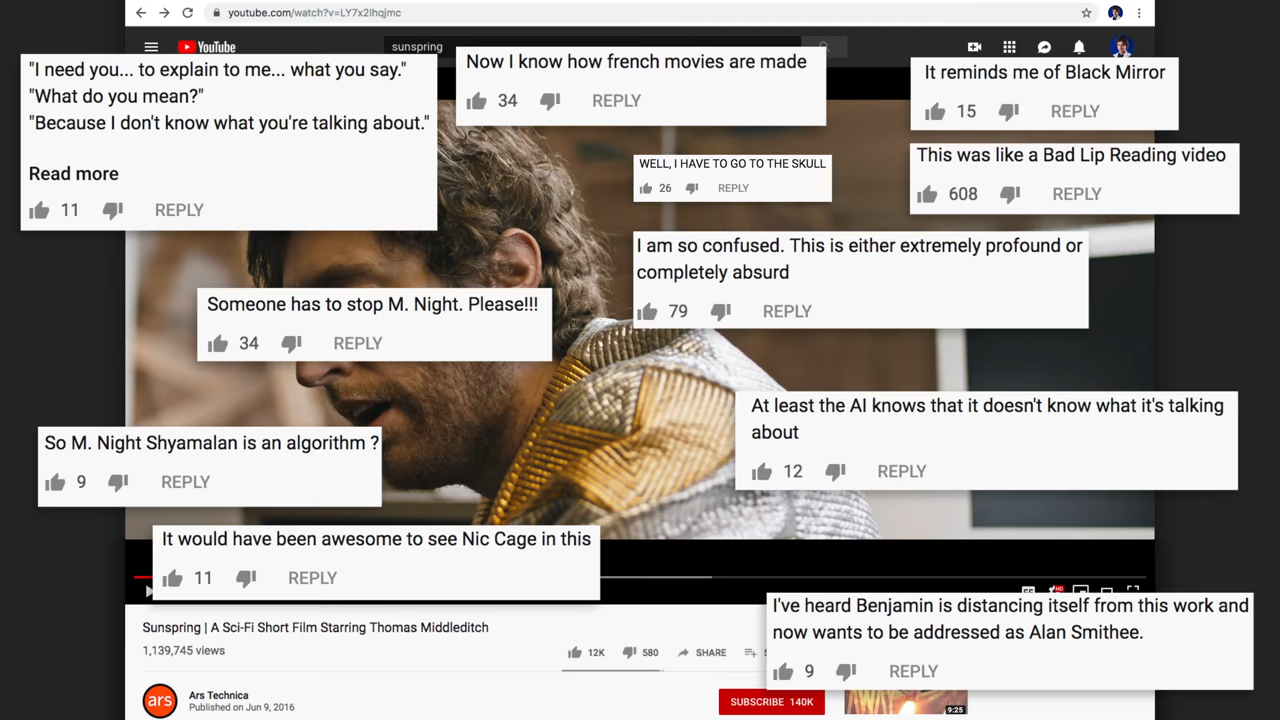 youtube.com/watch?v=LY7x2Ihqjmc
YouTube
sunspring
"I need you... to explain to me... what you say."
"What do you mean?"
"Because I don't know what you're talking about."
Read more
11 REPLY
Now I know how french movies are made
34 REPLY
It reminds me of Black Mirror
15 REPLY
WELL, I HAVE TO GO TO THE SKULL
26 REPLY
This was like a Bad Lip Reading video
608 REPLY
I am so confused. This is either extremely profound or
completely absurd
79 REPLY
Someone has to stop M. Night. Please!!!
34 REPLY
At least the AI knows that it doesn't know what it's talking
about
12 REPLY
So M. Night Shyamalan is an algorithm ?
9 REPLY
It would have been awesome to see Nic Cage in this
11 REPLY
I've heard Benjamin is distancing itself from this work and
now wants to be addressed as Alan Smithee.
9 REPLY
HD
Sunspring | A Sci-Fi Short Film Starring Thomas Middleditch
1,139,745 views
12K 580 SHARE S
ars
Ars Technica
Published on Jun 9, 2016
SUBSCRIBE 140K
9:25